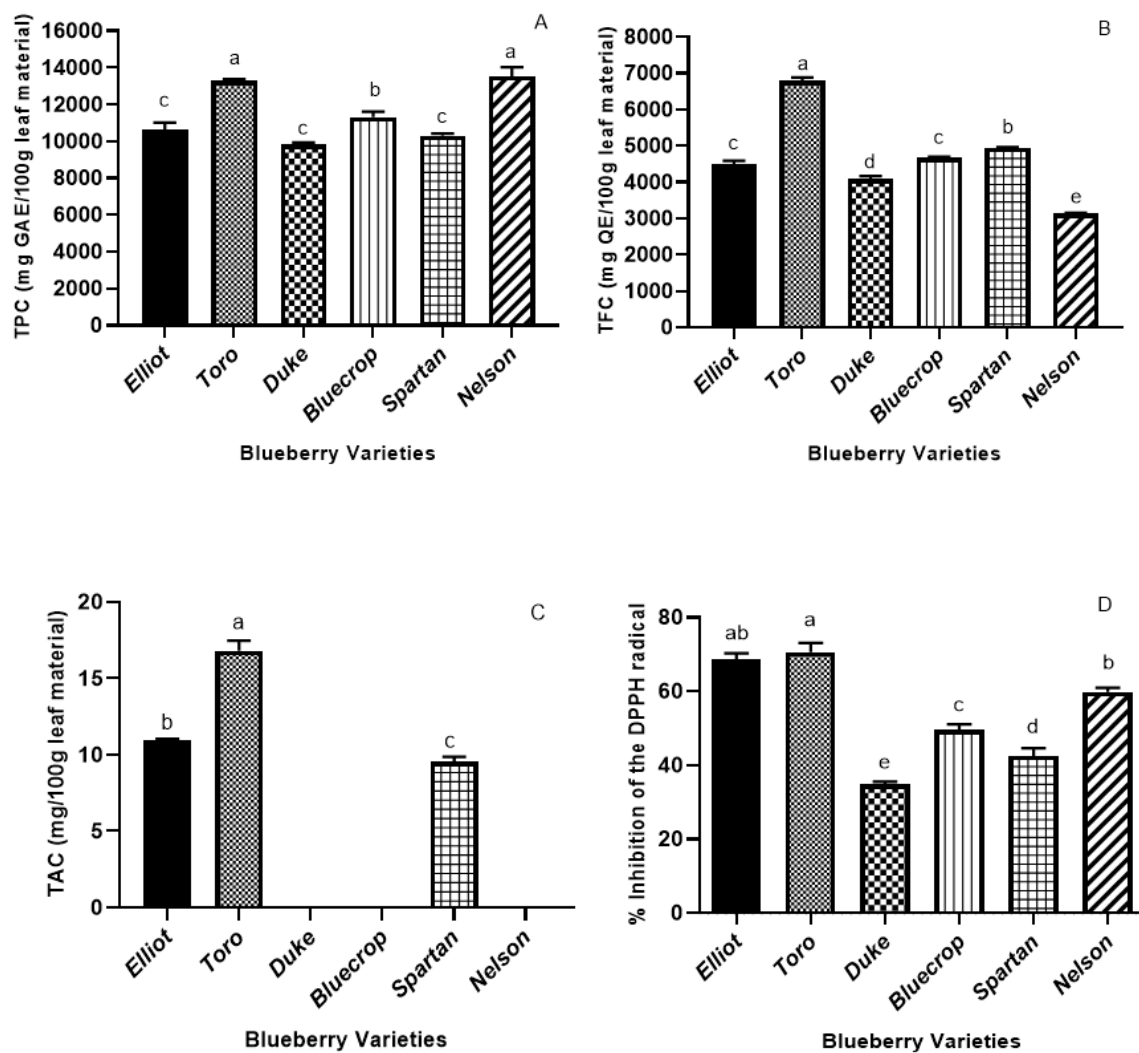 A
TPC (mg GAE/100g leaf material)
16000
14000
12000
10000
8000
6000
4000
2000
0
c a c b c a
Elliot Toro Duke Bluecrop Spartan Nelson
Blueberry Varieties
B
TFC (mg QE/100g leaf material)
8000
7000
6000
5000
4000
3000
2000
1000
0
c a d c b e
Elliot Toro Duke Bluecrop Spartan Nelson
Blueberry Varieties
C
TAC (mg/100g leaf material)
20
15
10
5
0
b a c
Elliot Toro Duke Bluecrop Spartan Nelson
Blueberry Varieties
D
% Inhibition of the DPPH radical
80
60
40
20
0
ab a e c d b
Elliot Toro Duke Bluecrop Spartan Nelson
Blueberry Varieties